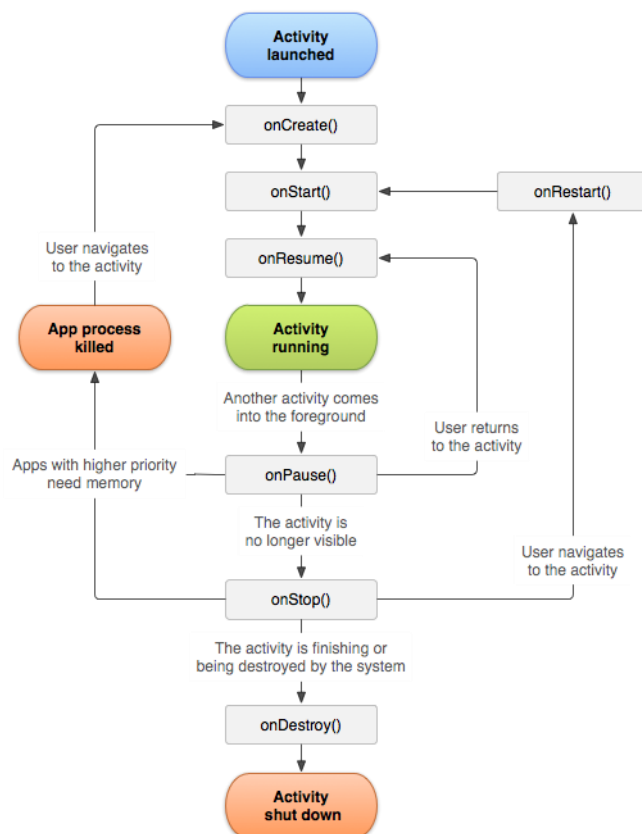 Activity
launched
onCreate()
onStart()
onRestart()
User navigates
to the activity
onResume()
App process
killed
Activity
running
Another activity comes
into the foreground
User returns
to the activity
Apps with higher priority
need memory
onPause()
The activity is
no longer visible
User navigates
to the activity
onStop()
The activity is finishing or
being destroyed by the system
onDestroy()
Activity
shut down